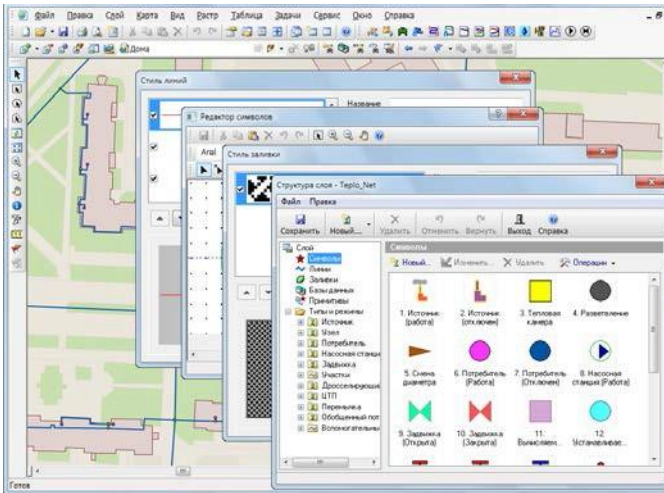 Файл Правка Слой Карта Вид Растр Таблица Задачи Сервис Окно Справка
Дома
Стиль линий
Название
Редактор символов
Arial
Стиль заливки
Структура слоя - Teplo_Net
Файл Правка
Сохранить Новый... Удалить Отменить Вернуть Выход Справка
Слой
Символы
Линии
Заливки
Базы данных
Примитивы
Типы и режимы
Источник
Узел
Потребитель
Насосная станци
Задвижка
Участки
Дросселирующи
ЦТП
Перемычка
Обобщенный пот
Вспомогательны
Символы
Новый... Изменить... Удалить Операции
1. Источник (работа)
2. Источник (отключен)
3. Тепловая камера
4. Разветвление
5. Смена диаметра
6. Потребитель (Работа)
7. Потребитель (Отключен)
8. Насосная станция (Работа)
9. Задвижка (Открыта)
10. Задвижка (Закрыта)
11. Вычисляем...
12. Устанавливае...
Готов